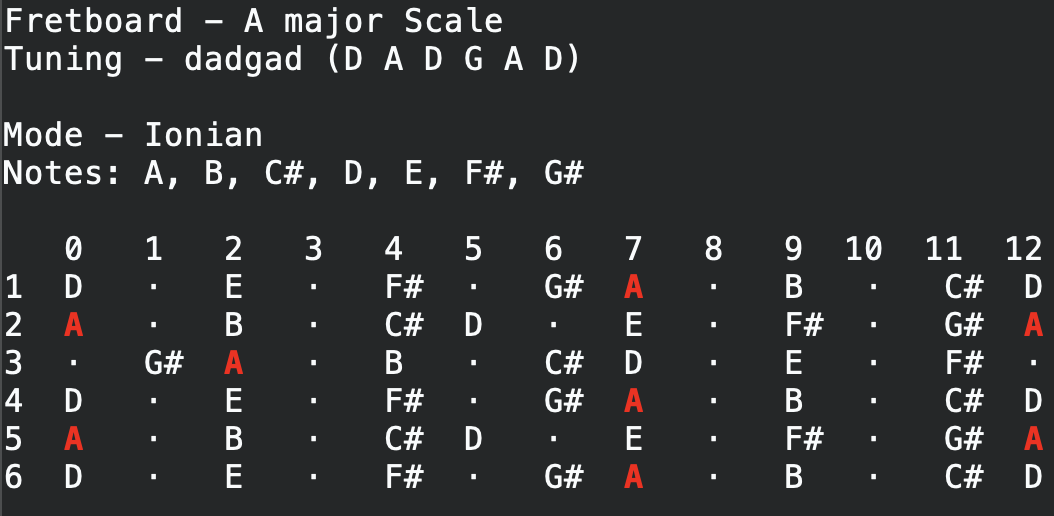 Fretboard – A major Scale
Tuning – dadgad (D A D G A D)
Mode – Ionian
Notes: A, B, C#, D, E, F#, G#
0 1 2 3 4 5 6 7 8 9 10 11 12
1 D · E · F# · G# A · B · C# D
2 A · B · C# D · E · F# · G# A
3 · G# A · B · C# D · E · F# ·
4 D · E · F# · G# A · B · C# D
5 A · B · C# D · E · F# · G# A
6 D · E · F# · G# A · B · C# D